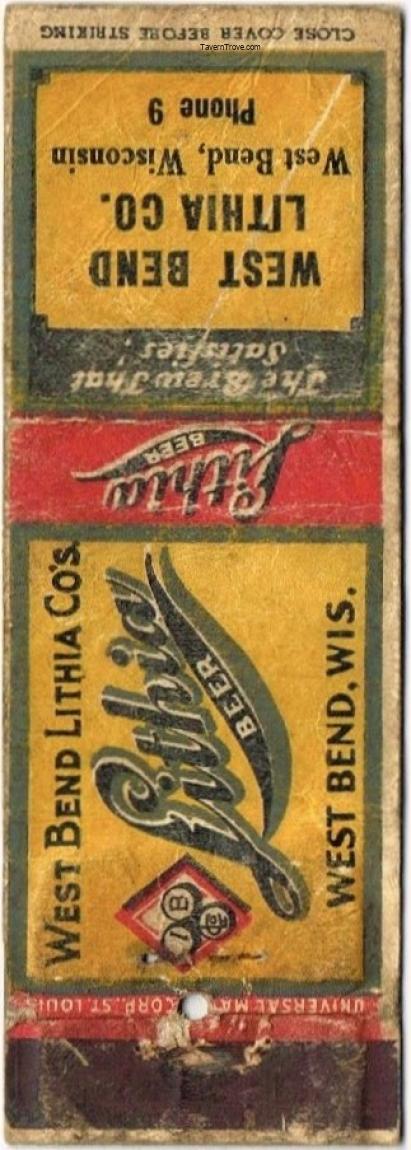 CLOSE COVER BEFORE STRIKING
TavernTrove.com
WEST BEND
LITHIA CO.
West Bend, Wisconsin
Phone 9
The Brew That
Satisfies!
Lithia
BEER
WEST BEND LITHIA CO'S.
Lithia
BEER
WEST BEND, WIS.
UNIVERSAL MA CORP., ST. LOUIS